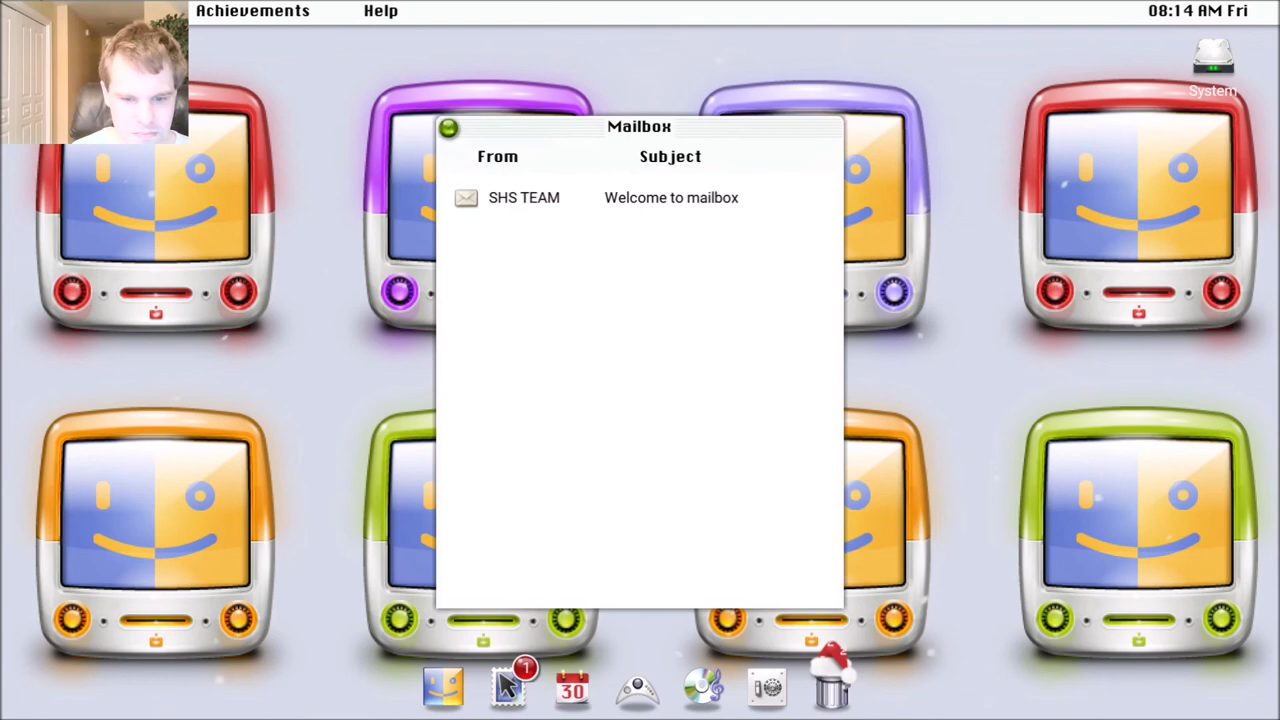 Achievements Help 08:14 AM Fri
System
Mailbox
From Subject
SHS TEAM Welcome to mailbox
1
30